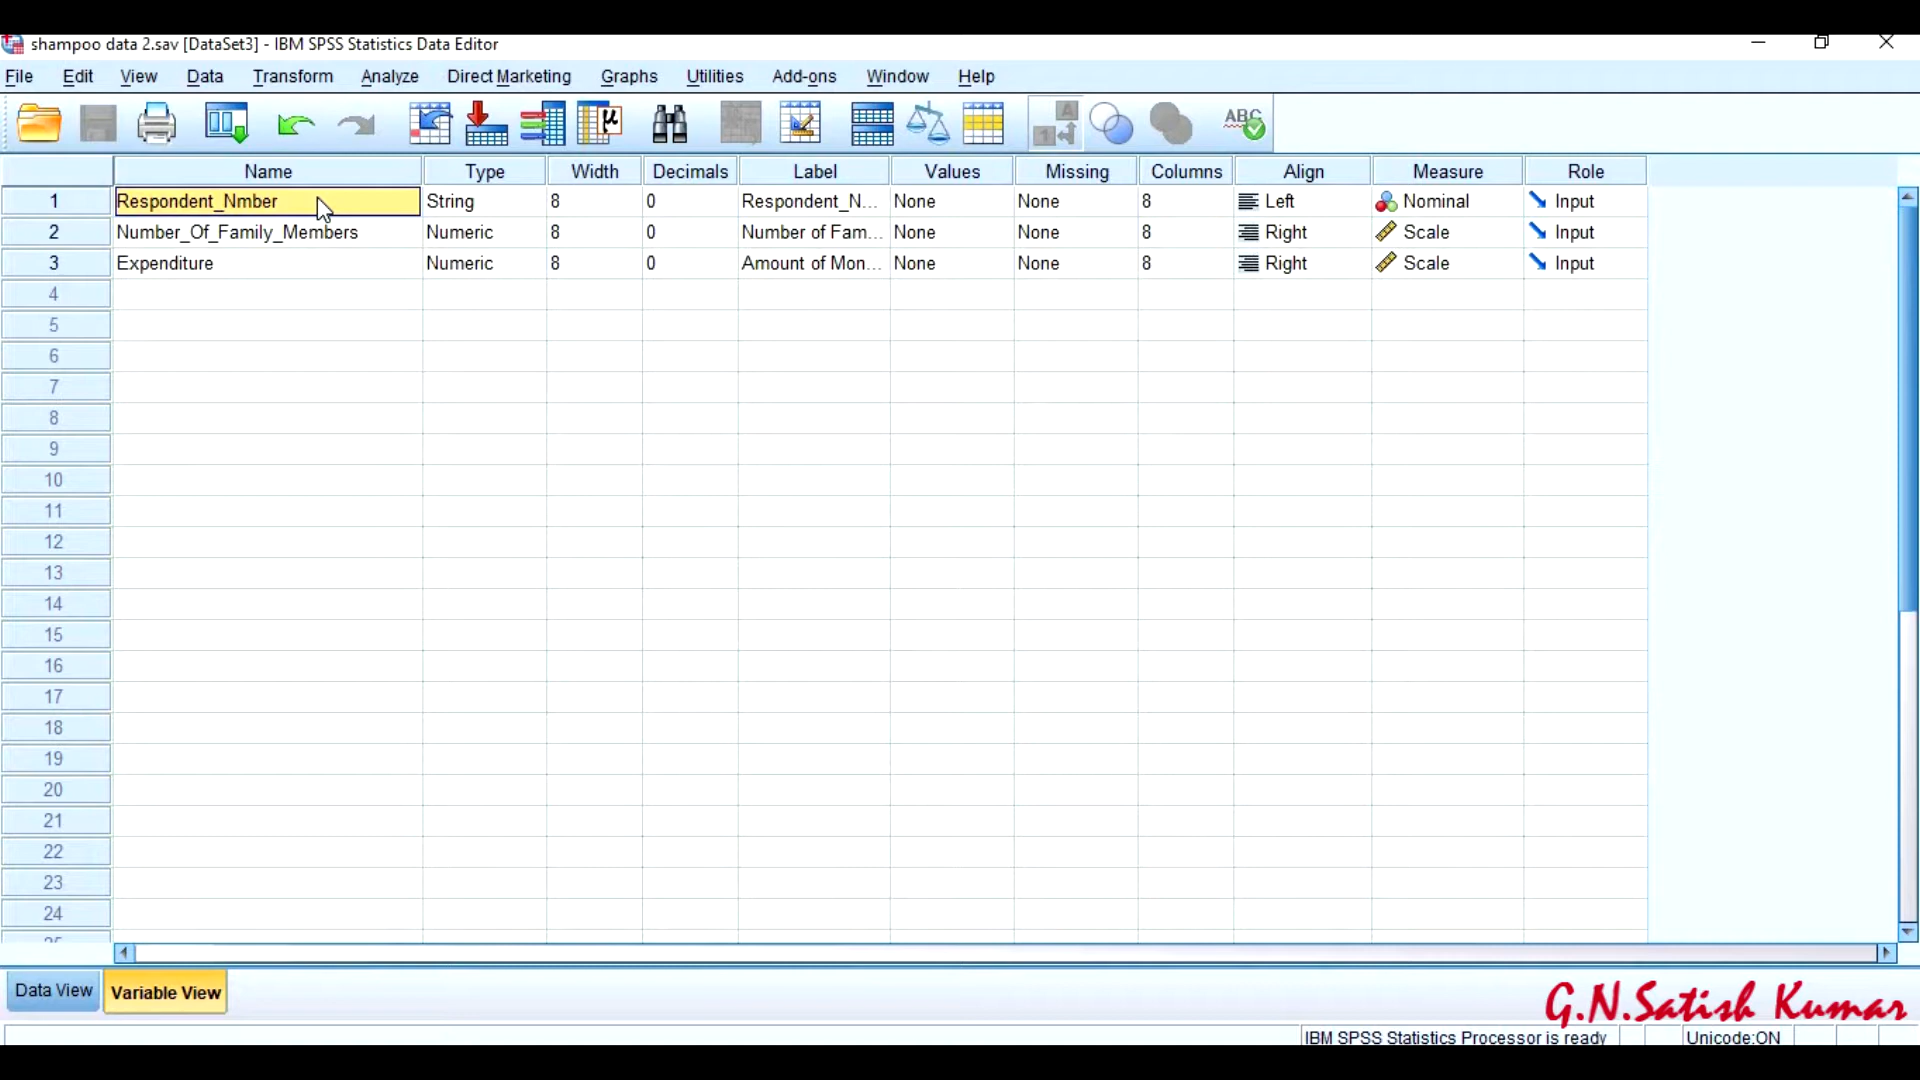 shampoo data 2.sav [DataSet3] - IBM SPSS Statistics Data Editor
File Edit View Data Transform Analyze Direct Marketing Graphs Utilities Add-ons Window Help
Name Type Width Decimals Label Values Missing Columns Align Measure Role
1 Respondent_Nmber String 8 0 Respondent_N... None None 8 Left Nominal Input
2 Number_Of_Family_Members Numeric 8 0 Number of Fam... None None 8 Right Scale Input
3 Expenditure Numeric 8 0 Amount of Mon... None None 8 Right Scale Input
4
5
6
7
8
9
10
11
12
13
14
15
16
17
18
19
20
21
22
23
24
25
Data View Variable View
G.N.Satish Kumar
IBM SPSS Statistics Processor is ready Unicode:ON